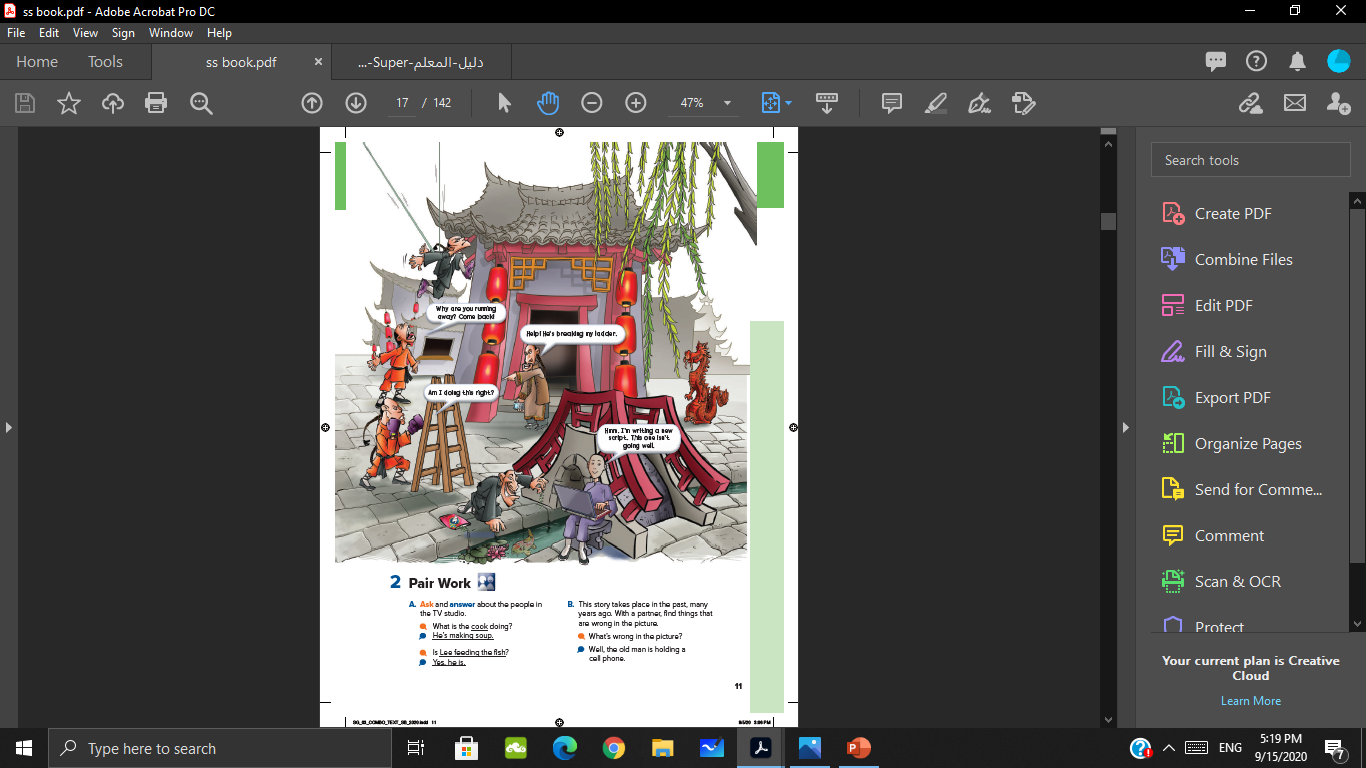 ss book.pdf - Adobe Acrobat Pro DC
File Edit View Sign Window Help
Home Tools ss book.pdf × ...-Super-دليل-المعلم
17 / 142 47%
Why are you running
away? Come back!
Help! He's breaking my ladder.
Am I doing this right?
Hmm. I'm writing a new
script. This one isn't
going well.
2 Pair Work
A. Ask and answer about the people in
the TV studio.
What is the cook doing?
He's making soup.
Is Lee feeding the fish?
Yes, he is.
B. This story takes place in the past, many
years ago. With a partner, find things that
are wrong in the picture.
What's wrong in the picture?
Well, the old man is holding a
cell phone.
11
Search tools
Create PDF
Combine Files
Edit PDF
Fill & Sign
Export PDF
Organize Pages
Send for Comme...
Comment
Scan & OCR
Protect
Your current plan is Creative
Cloud
Learn More
Type here to search
ENG
5:19 PM
9/15/2020
7